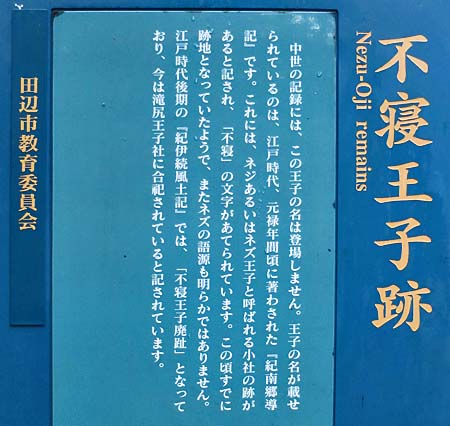 不寝王子跡
Nezu-Oji remains
中世の記録には、この王子の名は登場しません。王子の名が載せ
られているのは、江戸時代、元禄年間頃に著わされた『紀南郷導
記』です。これには、ネジあるいはネズ王子と呼ばれる小社の跡が
あると記され、「不寝」の文字があてられています。この頃すでに
跡地となっていたようで、またネズの語源も明らかではありません。
江戸時代後期の『紀伊続風土記』では、「不寝王子廃趾」となって
おり、今は滝尻王子社に合祀されていると記されています。
田辺市教育委員会